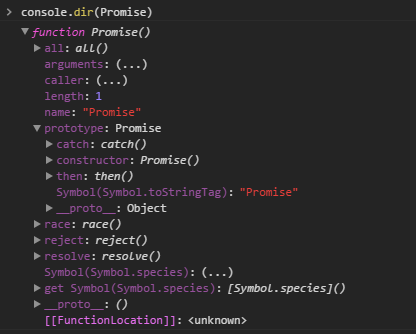 > console.dir(Promise)
▼ function Promise()
▶ all: all()
arguments: (...)
caller: (...)
length: 1
name: "Promise"
▼ prototype: Promise
▶ catch: catch()
▶ constructor: Promise()
▶ then: then()
Symbol(Symbol.toStringTag): "Promise"
▶ __proto__: Object
▶ race: race()
▶ reject: reject()
▶ resolve: resolve()
Symbol(Symbol.species): (...)
▶ get Symbol(Symbol.species): [Symbol.species]()
▶ __proto__: ()
[[FunctionLocation]]: <unknown>